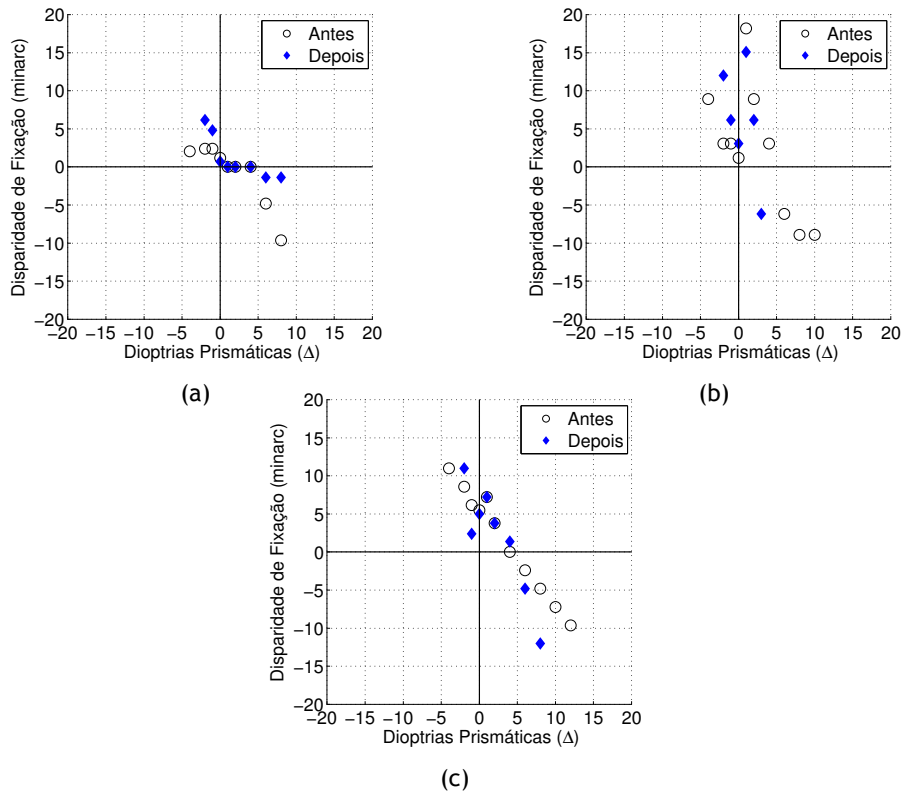 20
15
10
5
0
−5
−10
−15
−20
−20 −15 −10 −5 0 5 10 15 20
Disparidade de Fixação (minarc)
Dioptrias Prismáticas (Δ)
Antes
Depois
(a)
20
15
10
5
0
−5
−10
−15
−20
−20 −15 −10 −5 0 5 10 15 20
Disparidade de Fixação (minarc)
Dioptrias Prismáticas (Δ)
Antes
Depois
(b)
20
15
10
5
0
−5
−10
−15
−20
−20 −15 −10 −5 0 5 10 15 20
Disparidade de Fixação (minarc)
Dioptrias Prismáticas (Δ)
Antes
Depois
(c)